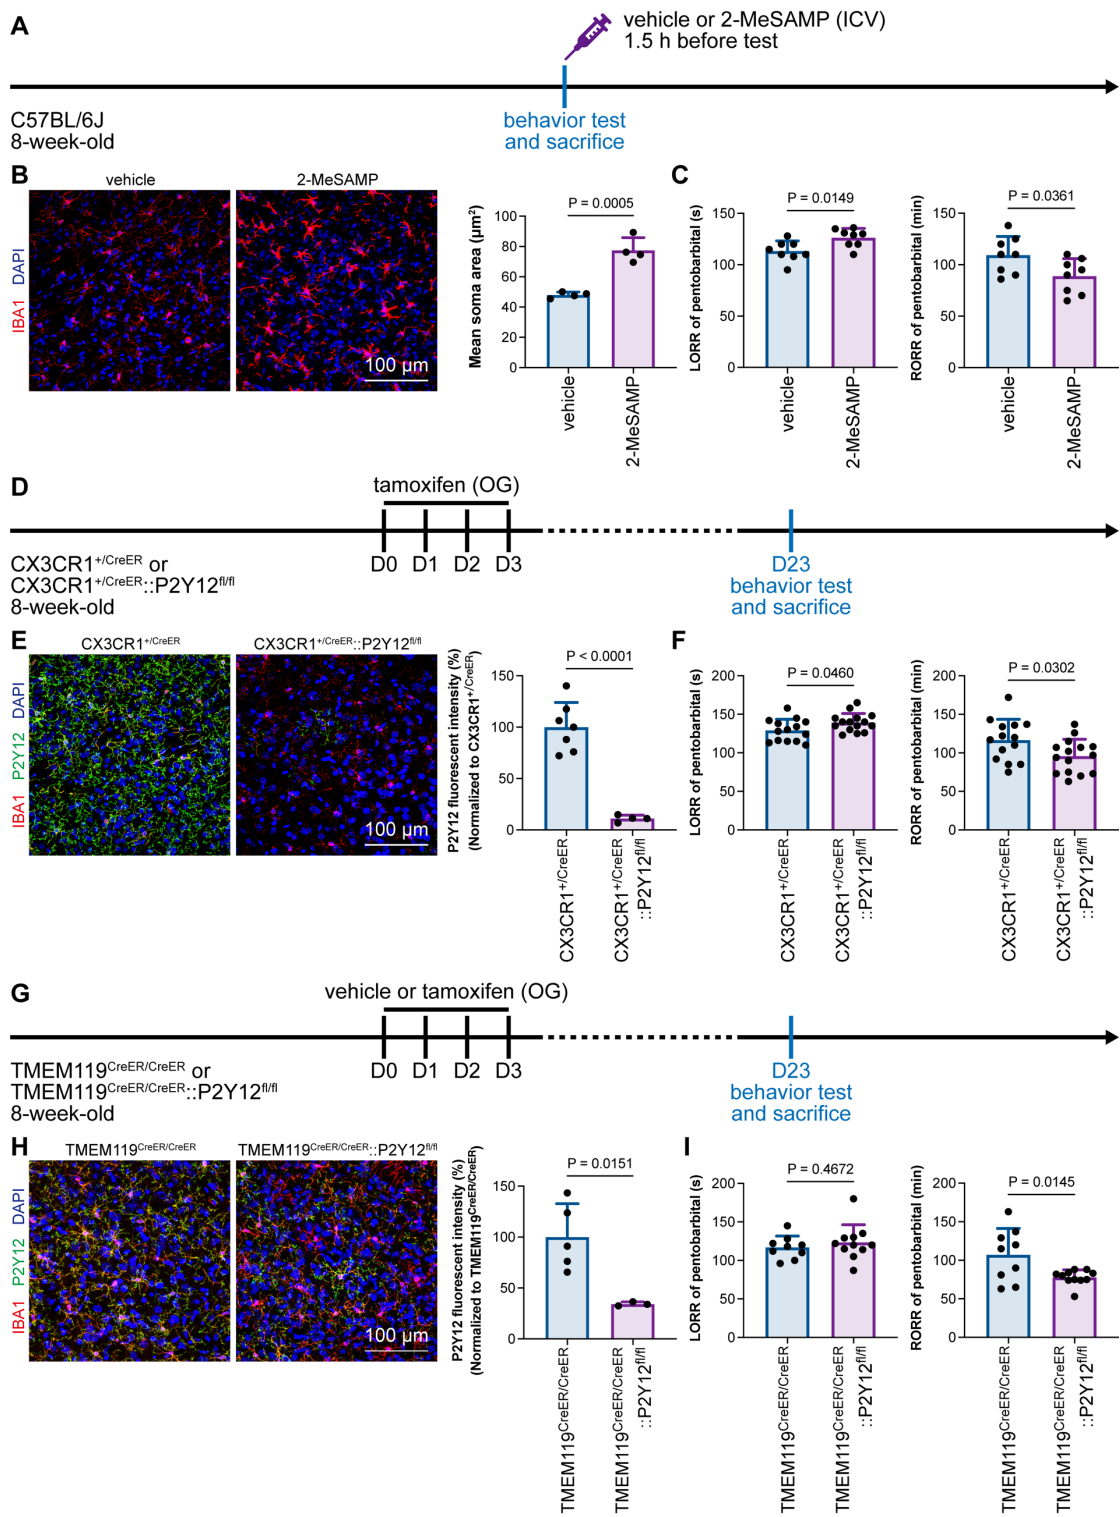 A
vehicle or 2-MeSAMP (ICV)
1.5 h before test
C57BL/6J
8-week-old
behavior test
and sacrifice
B
vehicle
2-MeSAMP
IBA1 DAPI
100 µm
Mean soma area (µm²)
P = 0.0005
100
80
60
40
20
0
vehicle
2-MeSAMP
C
LORR of pentobarbital (s)
P = 0.0149
150
100
50
0
vehicle
2-MeSAMP
RORR of pentobarbital (min)
P = 0.0361
150
100
50
0
vehicle
2-MeSAMP
D
tamoxifen (OG)
D0 D1 D2 D3
D23
behavior test
and sacrifice
CX3CR1+/CreER or
CX3CR1+/CreER::P2Y12fl/fl
8-week-old
E
CX3CR1+/CreER
CX3CR1+/CreER::P2Y12fl/fl
IBA1 P2Y12 DAPI
100 µm
P2Y12 fluorescent intensity (%)
(Normalized to CX3CR1+/CreER)
P < 0.0001
150
100
50
0
CX3CR1+/CreER
CX3CR1+/CreER
::P2Y12fl/fl
F
LORR of pentobarbital (s)
P = 0.0460
200
150
100
50
0
CX3CR1+/CreER
CX3CR1+/CreER
::P2Y12fl/fl
RORR of pentobarbital (min)
P = 0.0302
200
150
100
50
0
CX3CR1+/CreER
CX3CR1+/CreER
::P2Y12fl/fl
G
vehicle or tamoxifen (OG)
D0 D1 D2 D3
D23
behavior test
and sacrifice
TMEM119CreER/CreER or
TMEM119CreER/CreER::P2Y12fl/fl
8-week-old
H
TMEM119CreER/CreER
TMEM119CreER/CreER::P2Y12fl/fl
IBA1 P2Y12 DAPI
100 µm
P2Y12 fluorescent intensity (%)
(Normalized to TMEM119CreER/CreER)
P = 0.0151
150
100
50
0
TMEM119CreER/CreER
TMEM119CreER/CreER
::P2Y12fl/fl
I
LORR of pentobarbital (s)
P = 0.4672
200
150
100
50
0
TMEM119CreER/CreER
TMEM119CreER/CreER
::P2Y12fl/fl
RORR of pentobarbital (min)
P = 0.0145
200
150
100
50
0
TMEM119CreER/CreER
TMEM119CreER/CreER
::P2Y12fl/fl